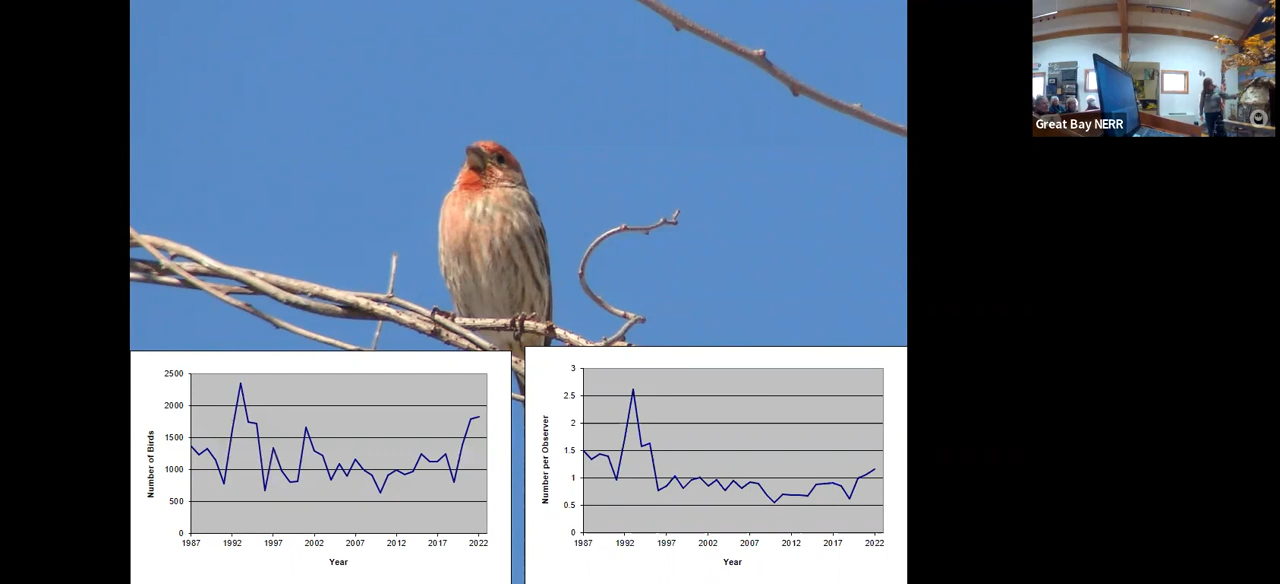 Great Bay NERR
2500
2000
1500
1000
500
0
Number of Birds
1987 1992 1997 2002 2007 2012 2017 2022
Year
3
2.5
2
1.5
1
0.5
0
Number per Observer
1987 1992 1997 2002 2007 2012 2017 2022
Year